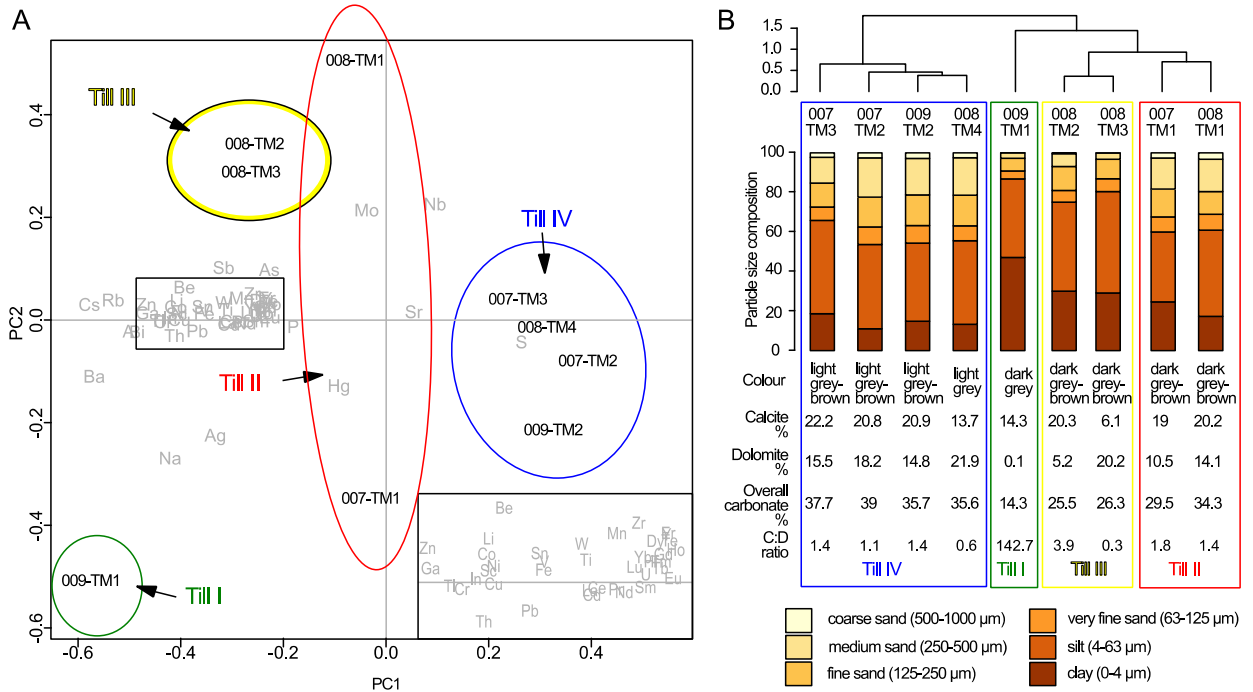 A
Till III
008-TM1
008-TM2
008-TM3
Mo
Nb
Till IV
Sb
As
Be
Cs
Rb
Zn
Sr
007-TM3
008-TM4
S
007-TM2
009-TM2
Bi
Th
Pb
P
Ba
Till II
Hg
Ag
Na
007-TM1
009-TM1
Till I
Be
Zn
Ga
Li
Co
Sc
Ni
In
Cu
Tl
Cr
Th
Sn
V
Fe
Pb
W
Ti
Mn
Zr
Lu
U
Sm
Nd
Eu
Ho
0.4
0.2
0.0
-0.2
-0.4
-0.6
PC2
-0.6
-0.4
-0.2
0.0
0.2
0.4
PC1
B
1.5
1.0
0.5
0.0
007 007 009 008 009 008 008 007 008
TM3 TM2 TM2 TM4 TM1 TM2 TM3 TM1 TM1
100
80
60
40
20
0
Particle size composition
Colour
light grey-brown
light grey-brown
light grey-brown
light grey
dark grey
dark grey-brown
dark grey-brown
dark grey-brown
dark grey-brown
Calcite %
22.2 20.8 20.9 13.7 14.3 20.3 6.1 19 20.2
Dolomite %
15.5 18.2 14.8 21.9 0.1 5.2 20.2 10.5 14.1
Overall carbonate %
37.7 39 35.7 35.6 14.3 25.5 26.3 29.5 34.3
C:D ratio
1.4 1.1 1.4 0.6 142.7 3.9 0.3 1.8 1.4
Till IV Till I Till III Till II
coarse sand (500-1000 µm)
medium sand (250-500 µm)
fine sand (125-250 µm)
very fine sand (63-125 µm)
silt (4-63 µm)
clay (0-4 µm)